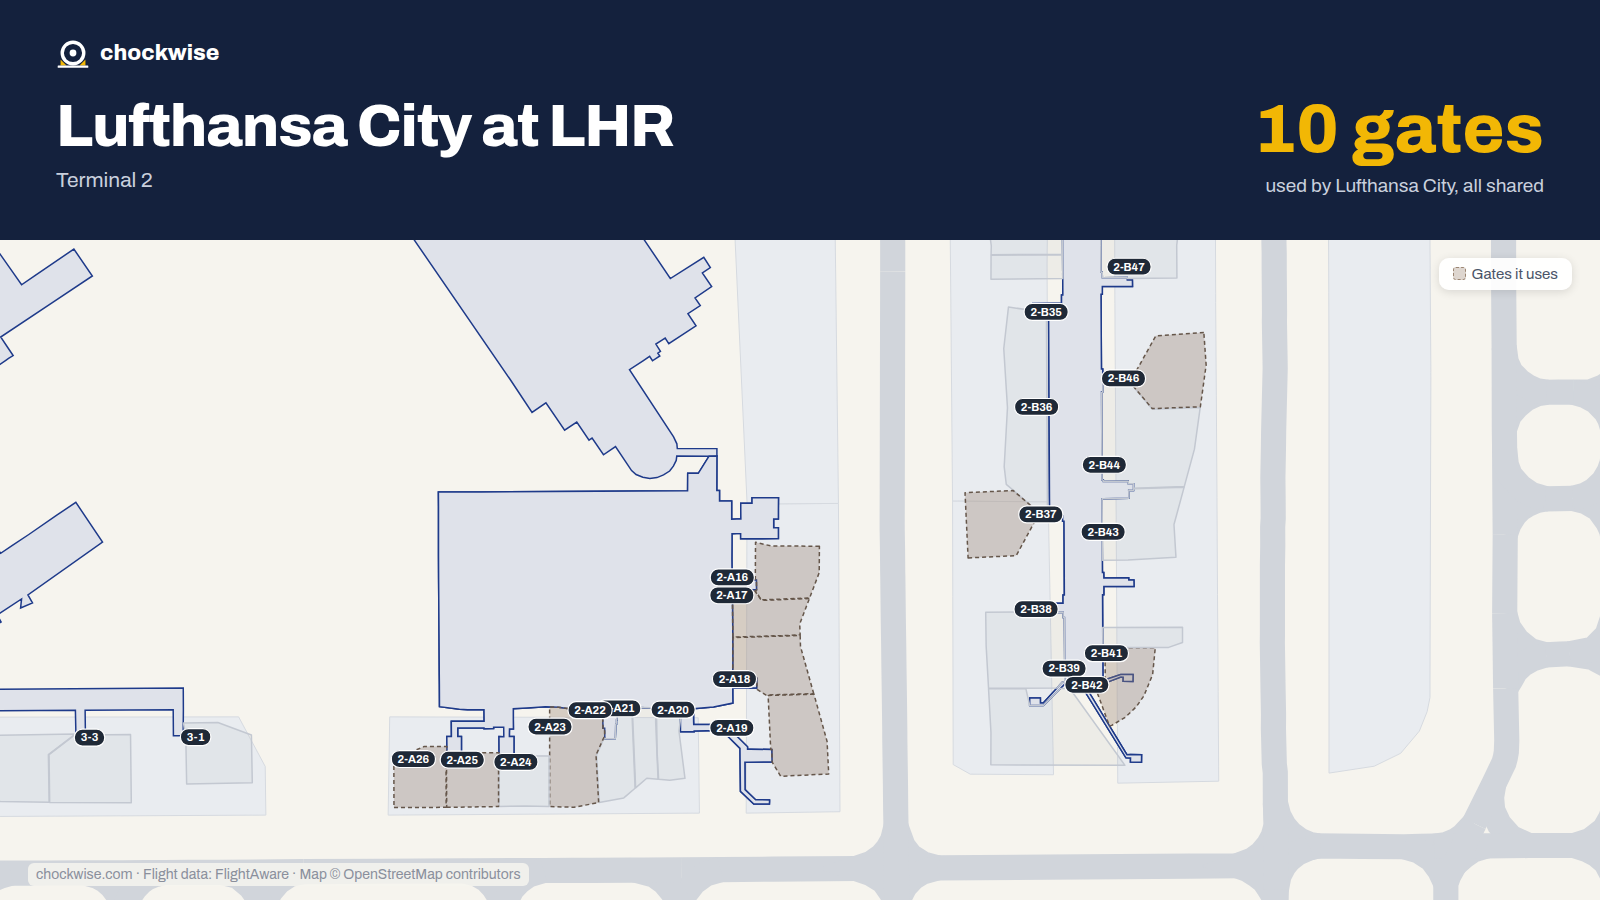 chockwise
Lufthansa City at LHR
Terminal 2
10 gates
used by Lufthansa City, all shared
Gates it uses
2-B47
2-B35
2-B46
2-B36
2-B44
2-B37
2-B43
2-A16
2-A17
2-B38
2-B41
2-B39
2-A18
2-B42
2-A22
A21
2-A20
2-A23
2-A19
3-3
3-1
2-A26
2-A25
2-A24
chockwise.com · Flight data: FlightAware · Map © OpenStreetMap contributors